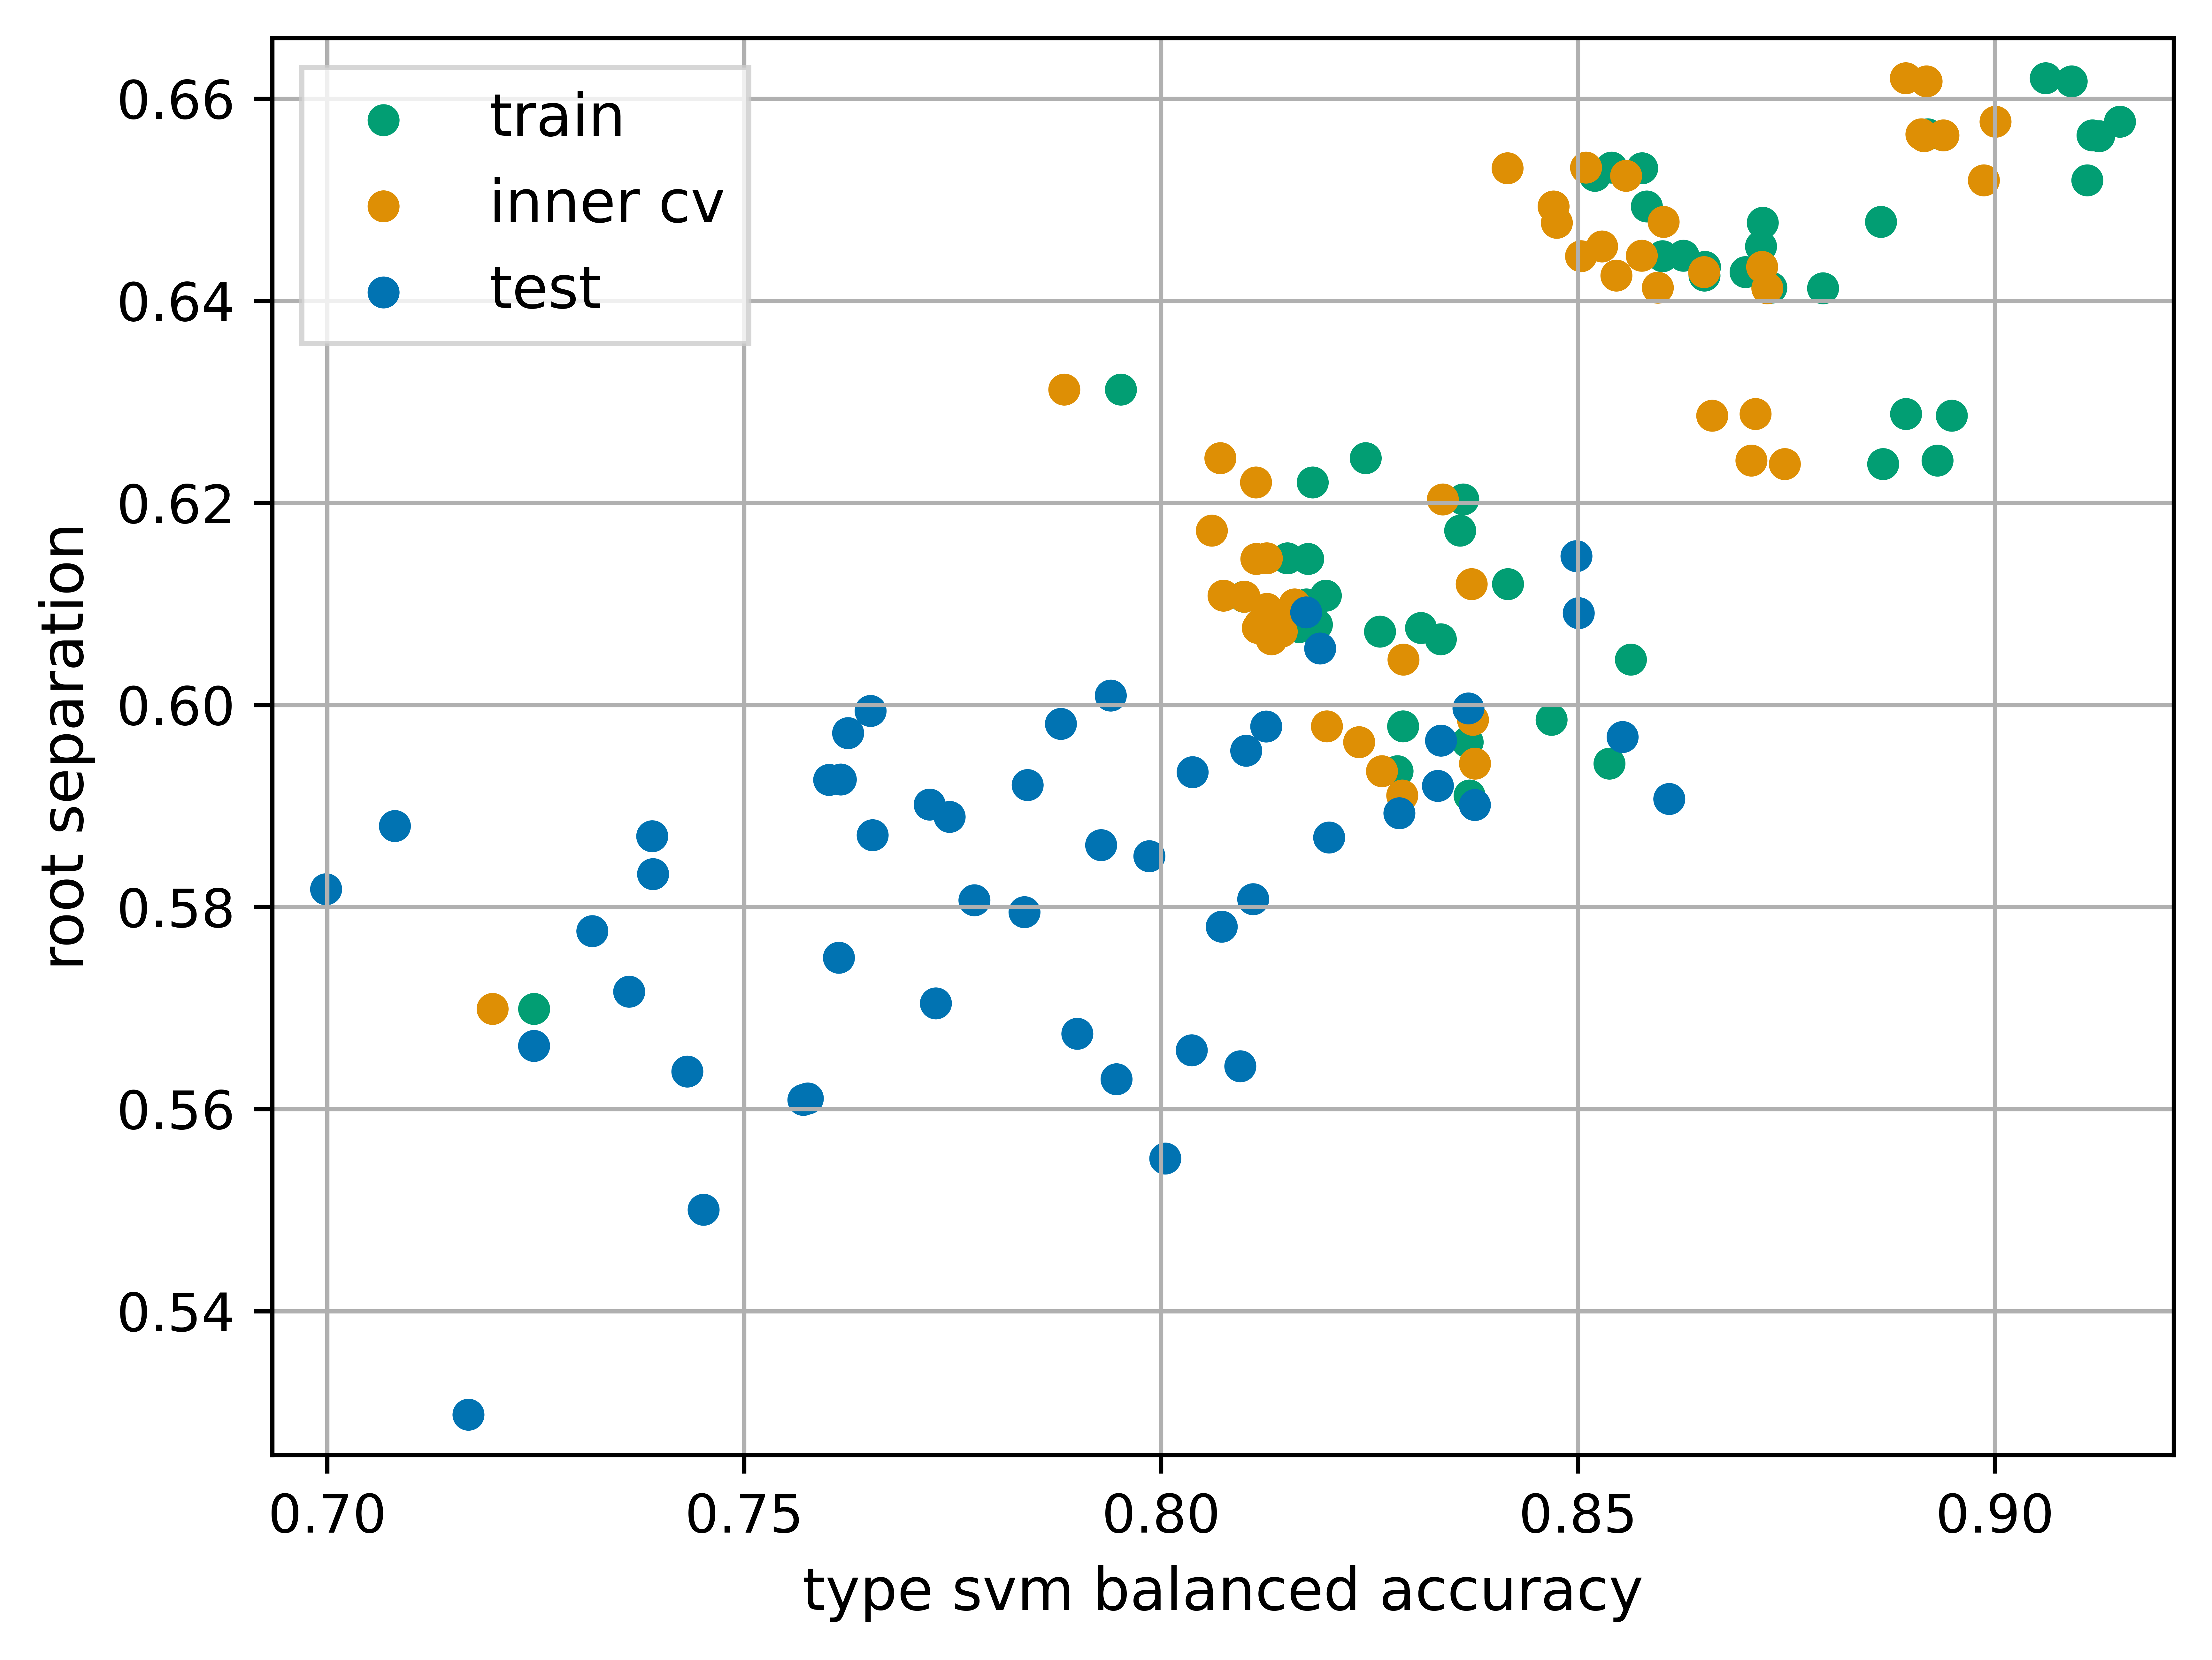 train
inner cv
test
0.66
0.64
0.62
0.60
0.58
0.56
0.54
root separation
0.70
0.75
0.80
0.85
0.90
type svm balanced accuracy